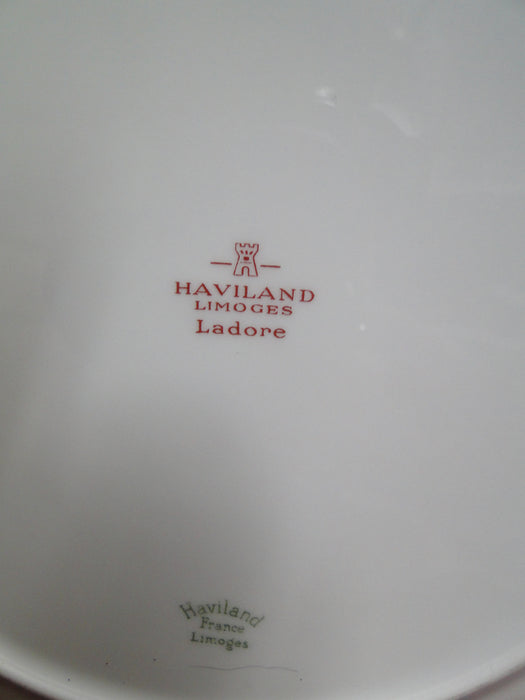 HAVILAND
LIMOGES
Ladore
Haviland
France
Limoges